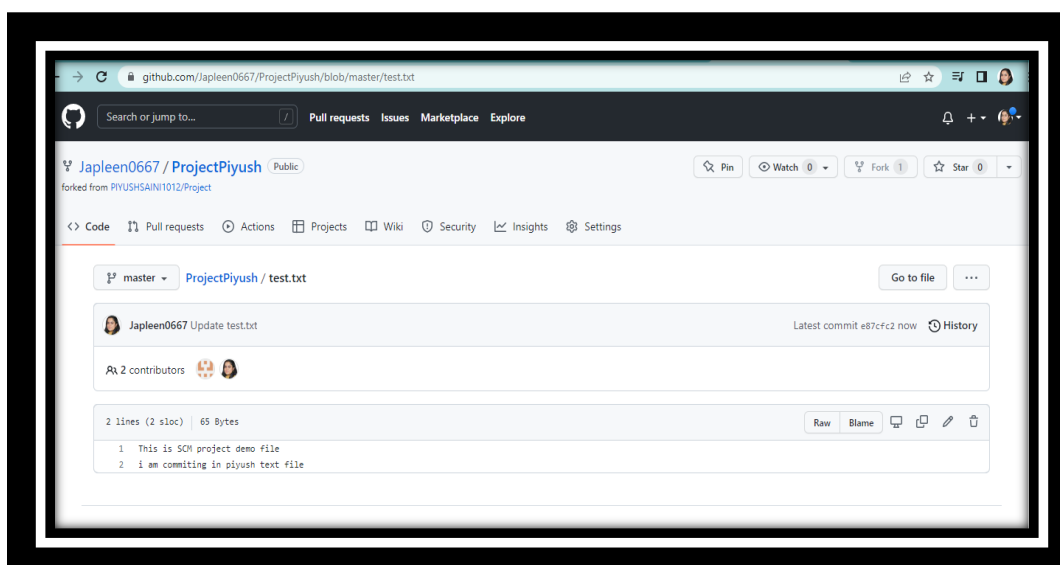 github.com/Japleen0667/ProjectPiyush/blob/master/test.txt
Search or jump to... / Pull requests Issues Marketplace Explore
Japleen0667 / ProjectPiyush Public Pin Watch 0 Fork 1 Star 0
forked from PIYUSHSAINI1012/Project
Code Pull requests Actions Projects Wiki Security Insights Settings
master ProjectPiyush / test.txt Go to file ...
Japleen0667 Update test.txt Latest commit e87cfc2 now History
2 contributors
2 lines (2 sloc) 65 Bytes Raw Blame
1 This is SCM project demo file
2 i am commiting in piyush text file